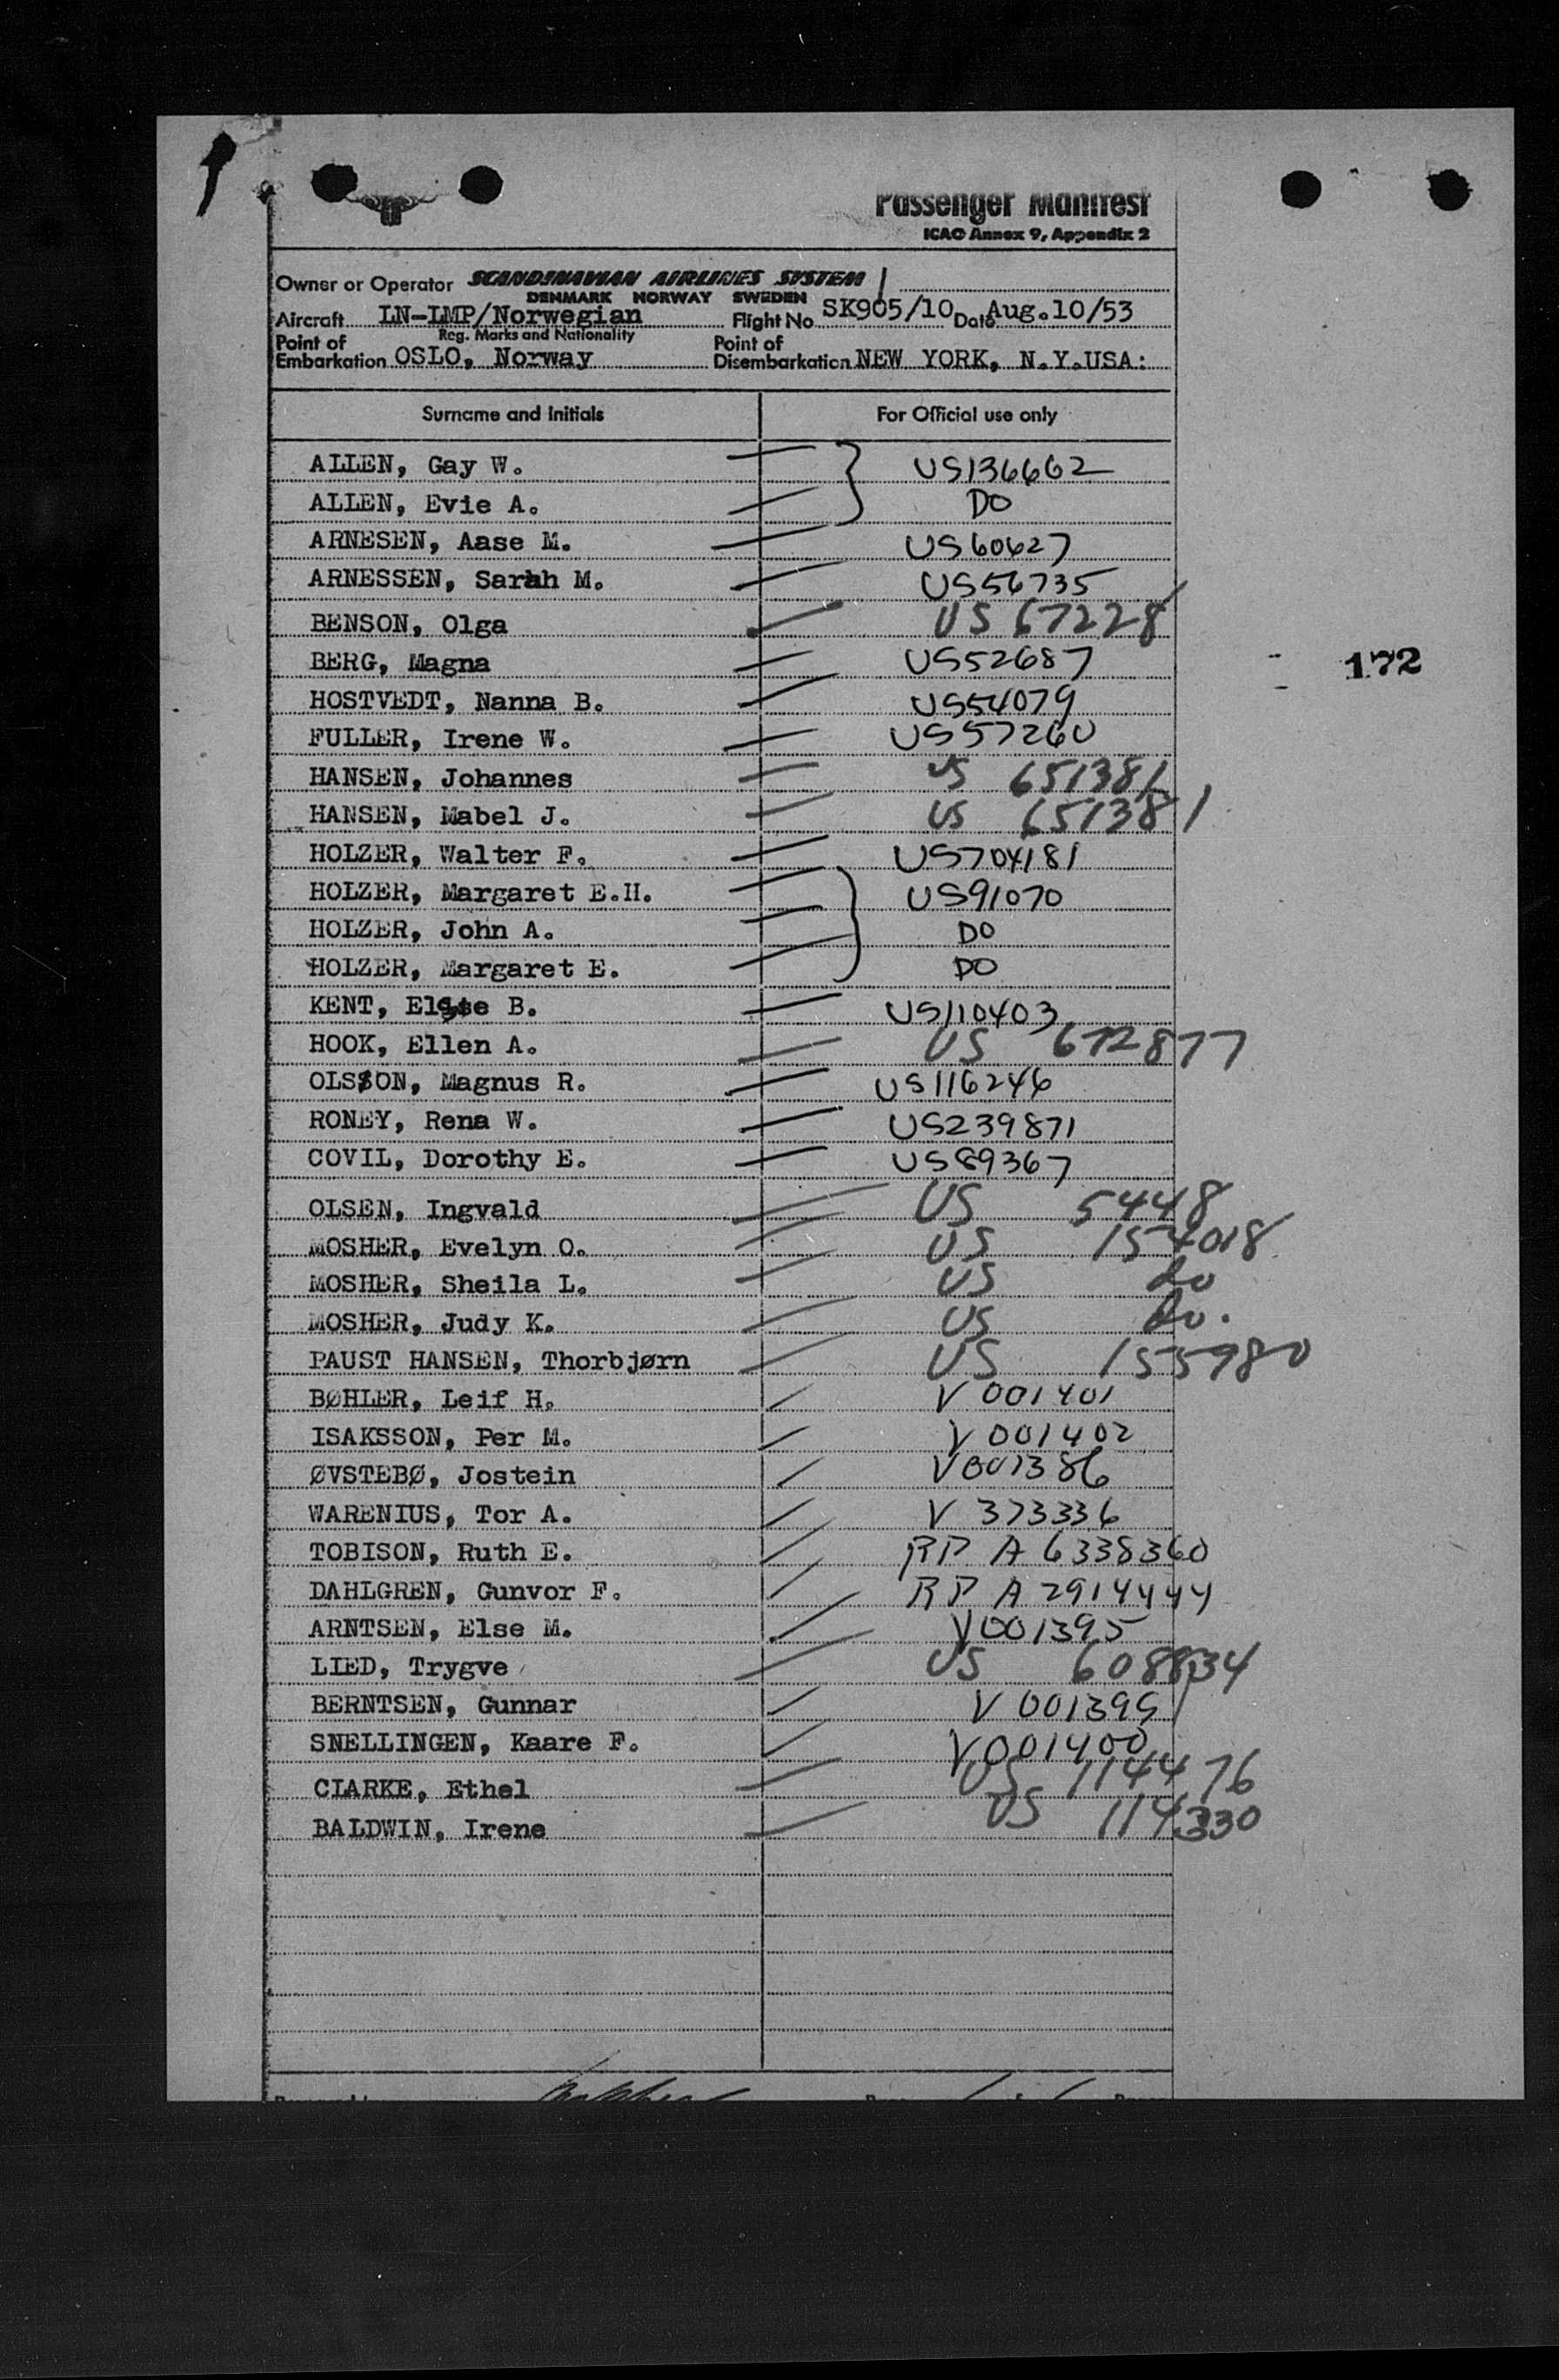 Passenger Manifest
ICAO Annex 9, Appendix 2
Owner or Operator SCANDINAVIAN AIRLINES SYSTEM
DENMARK NORWAY SWEDEN
Aircraft LN-LMP/Norwegian Flight No SK905/10 Date Aug.10/53
Reg. Marks and Nationality
Point of Embarkation OSLO, Norway Point of Disembarkation NEW YORK, N.Y.USA:
Surname and Initials For Official use only
ALLEN, Gay W. US136662
ALLEN, Evie A. DO
ARNESEN, Aase M. US60627
ARNESSEN, Sarah M. US56735
BENSON, Olga US 67228
BERG, Magna US52687
172
HOSTVEDT, Nanna B. US54079
FULLER, Irene W. US57260
HANSEN, Johannes US 651381
HANSEN, Mabel J. US 651381
HOLZER, Walter F. US704181
HOLZER, Margaret E.H. US91070
HOLZER, John A. DO
HOLZER, Margaret E. DO
KENT, Elsie B. US110403
HOOK, Ellen A. US 672877
OLSSON, Magnus R. US116246
RONEY, Rena W. US239871
COVIL, Dorothy E. US89367
OLSEN, Ingvald US 5448
MOSHER, Evelyn O. US 154018
MOSHER, Sheila L. US do
MOSHER, Judy K. US do.
PAUST HANSEN, Thorbjørn US 155980
BØHLER, Leif H. V 001401
ISAKSSON, Per M. V 001402
ØVSTEBØ, Jostein V001386
WARENIUS, Tor A. V 373336
TOBISON, Ruth E. RP A 6338360
DAHLGREN, Gunvor F. RP A 2914444
ARNTSEN, Else M. V001395
LIED, Trygve US 608834
BERNTSEN, Gunnar V 001399
SNELLINGEN, Kaare F. V001400
CLARKE, Ethel US 114476
BALDWIN, Irene US 114330